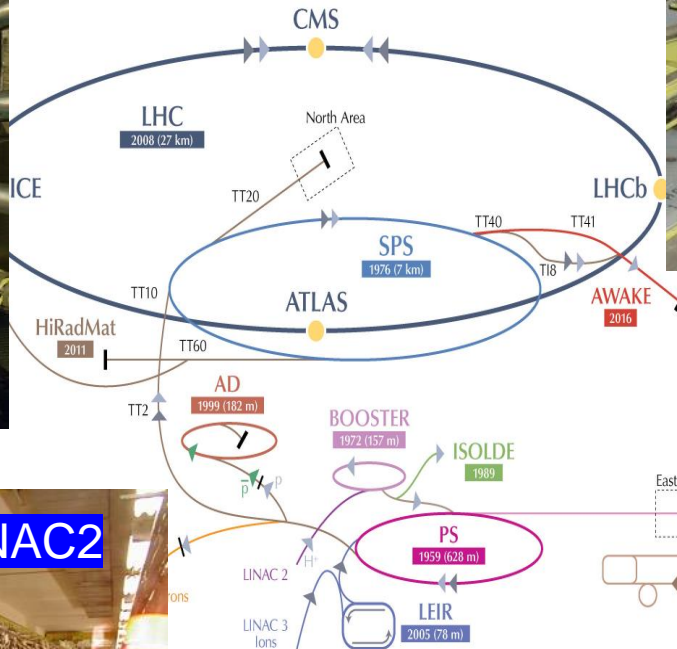 CMS
LHC
2008 (27 km)
North Area
ICE
TT20
LHCb
TT40
TT41
SPS
1976 (7 km)
TI8
TT10
ATLAS
AWAKE
2016
HiRadMat
2011
TT60
AD
1999 (182 m)
TT2
BOOSTER
1972 (157 m)
ISOLDE
1989
p̅
p
East
NAC2
PS
1959 (628 m)
H+
LINAC 2
rons
LEIR
2005 (78 m)
LINAC 3
Ions